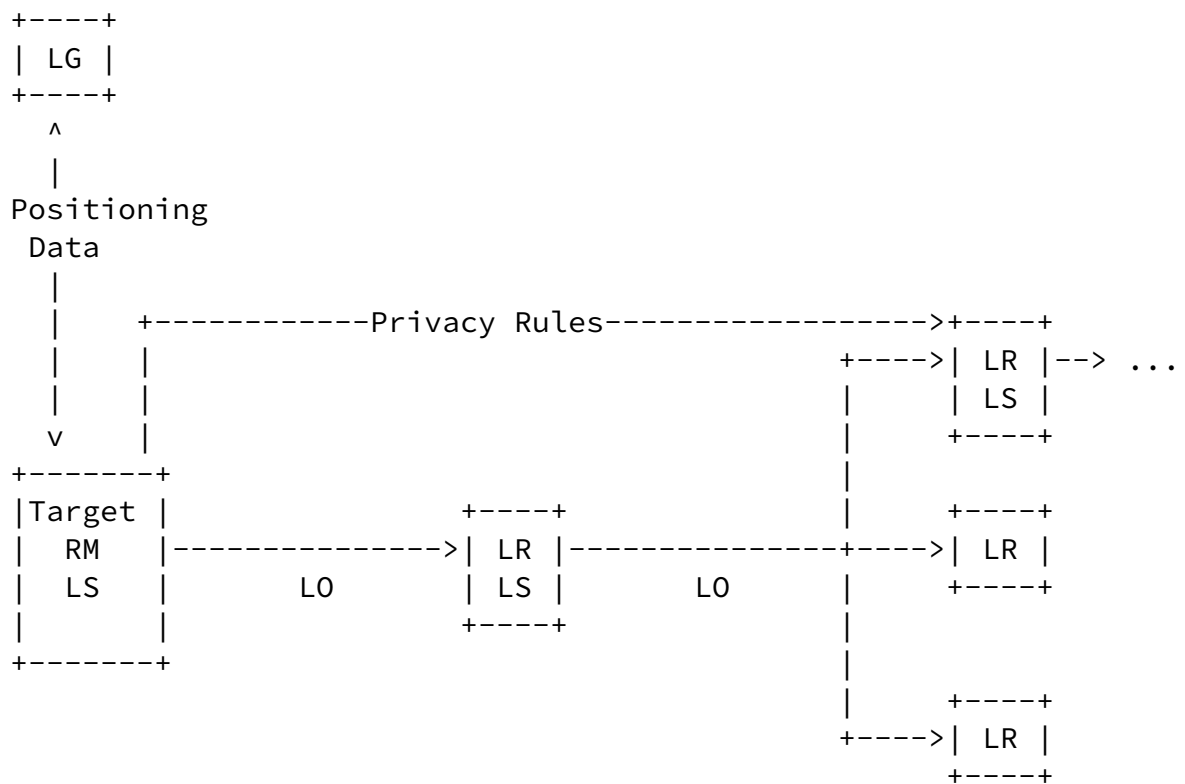 LG
Positioning
Data
Privacy Rules
LR ...
LS
Target
RM LR LR
LS LO LS LO
LR